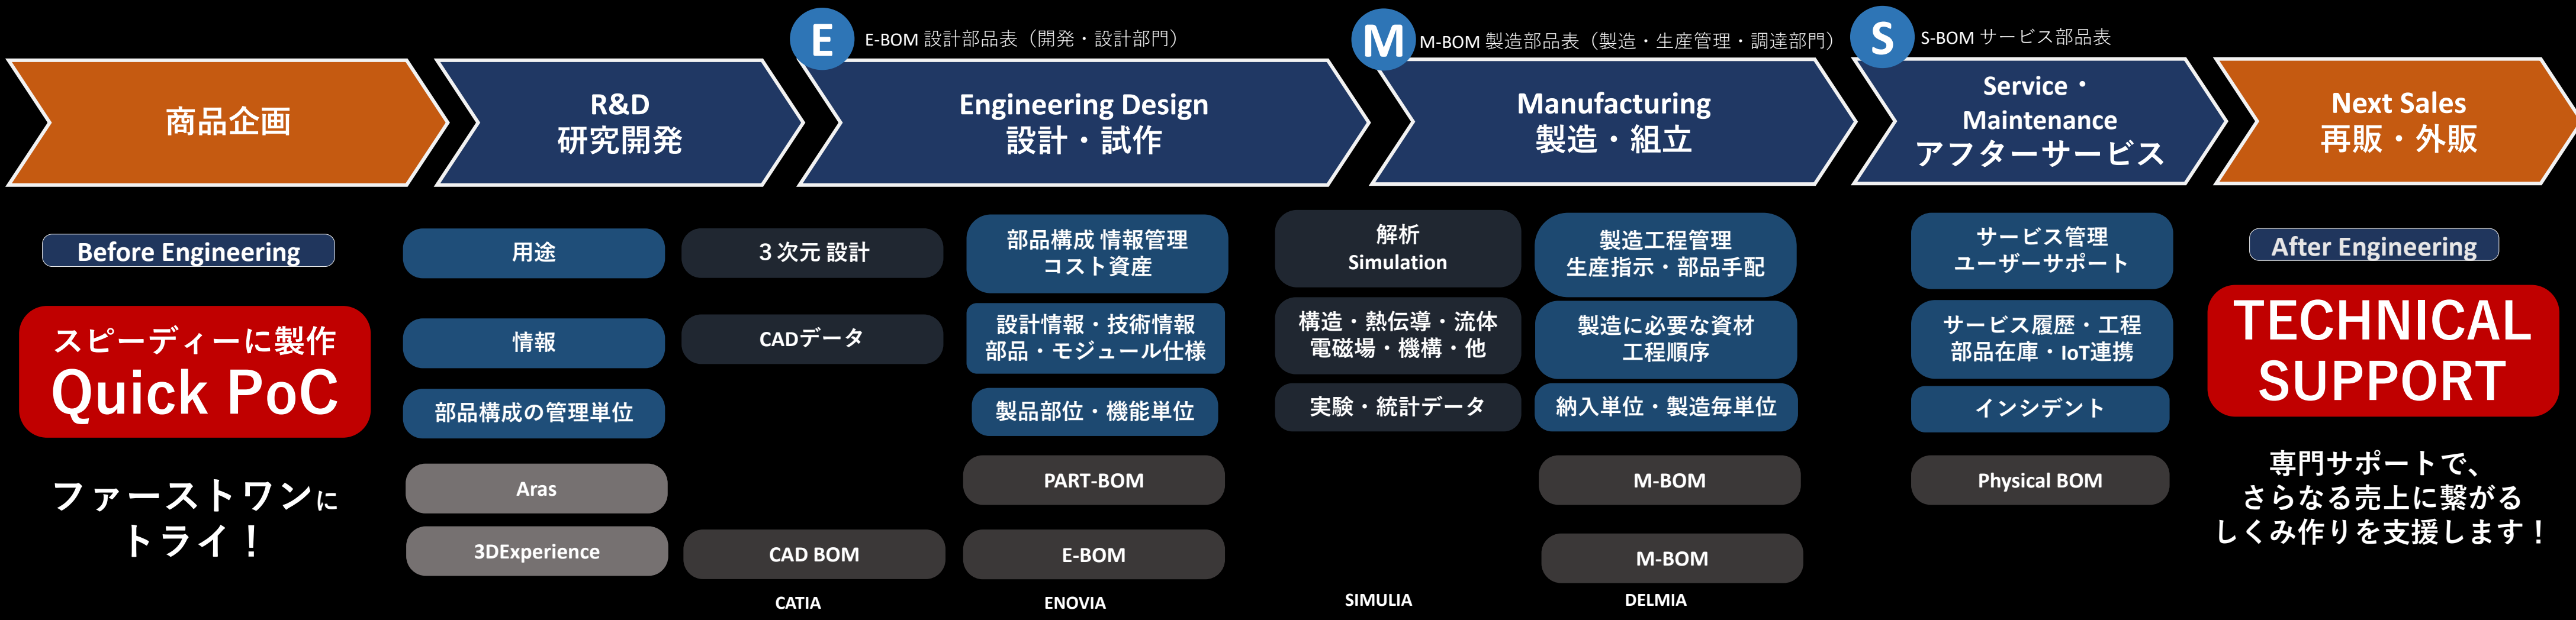 E
E-BOM 設計部品表（開発・設計部門）
M
M-BOM 製造部品表（製造・生産管理・調達部門）
S
S-BOM サービス部品表
商品企画
R&D
研究開発
Engineering Design
設計・試作
Manufacturing
製造・組立
Service・
Maintenance
アフターサービス
Next Sales
再販・外販
Before Engineering
スピーディーに製作
Quick PoC
ファーストワンに
トライ！
用途
情報
部品構成の管理単位
Aras
3DExperience
３次元 設計
CADデータ
CAD BOM
CATIA
部品構成 情報管理
コスト資産
設計情報・技術情報
部品・モジュール仕様
製品部位・機能単位
PART-BOM
E-BOM
ENOVIA
解析
Simulation
構造・熱伝導・流体
電磁場・機構・他
実験・統計データ
SIMULIA
製造工程管理
生産指示・部品手配
製造に必要な資材
工程順序
納入単位・製造毎単位
M-BOM
M-BOM
DELMIA
サービス管理
ユーザーサポート
サービス履歴・工程
部品在庫・IoT連携
インシデント
Physical BOM
After Engineering
TECHNICAL
SUPPORT
専門サポートで、
さらなる売上に繋がる
しくみ作りを支援します！